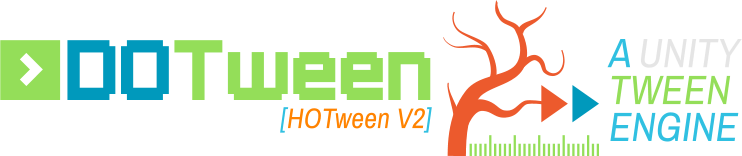 DOTween
[HOTween V2]
A UNITY
TWEEN
ENGINE